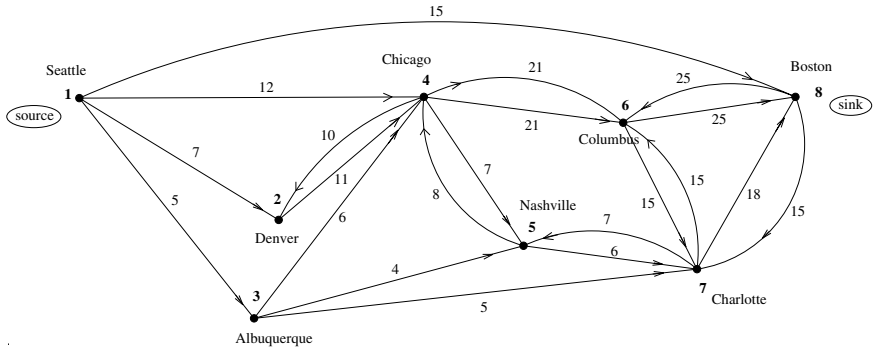 15
Seattle
Chicago
Boston
1
12
4
21
25
8
source
sink
6
10
21
25
Columbus
7
11
7
15
18
5
2
6
8
Nashville
15
15
Denver
5
7
6
3
4
5
7
Charlotte
Albuquerque